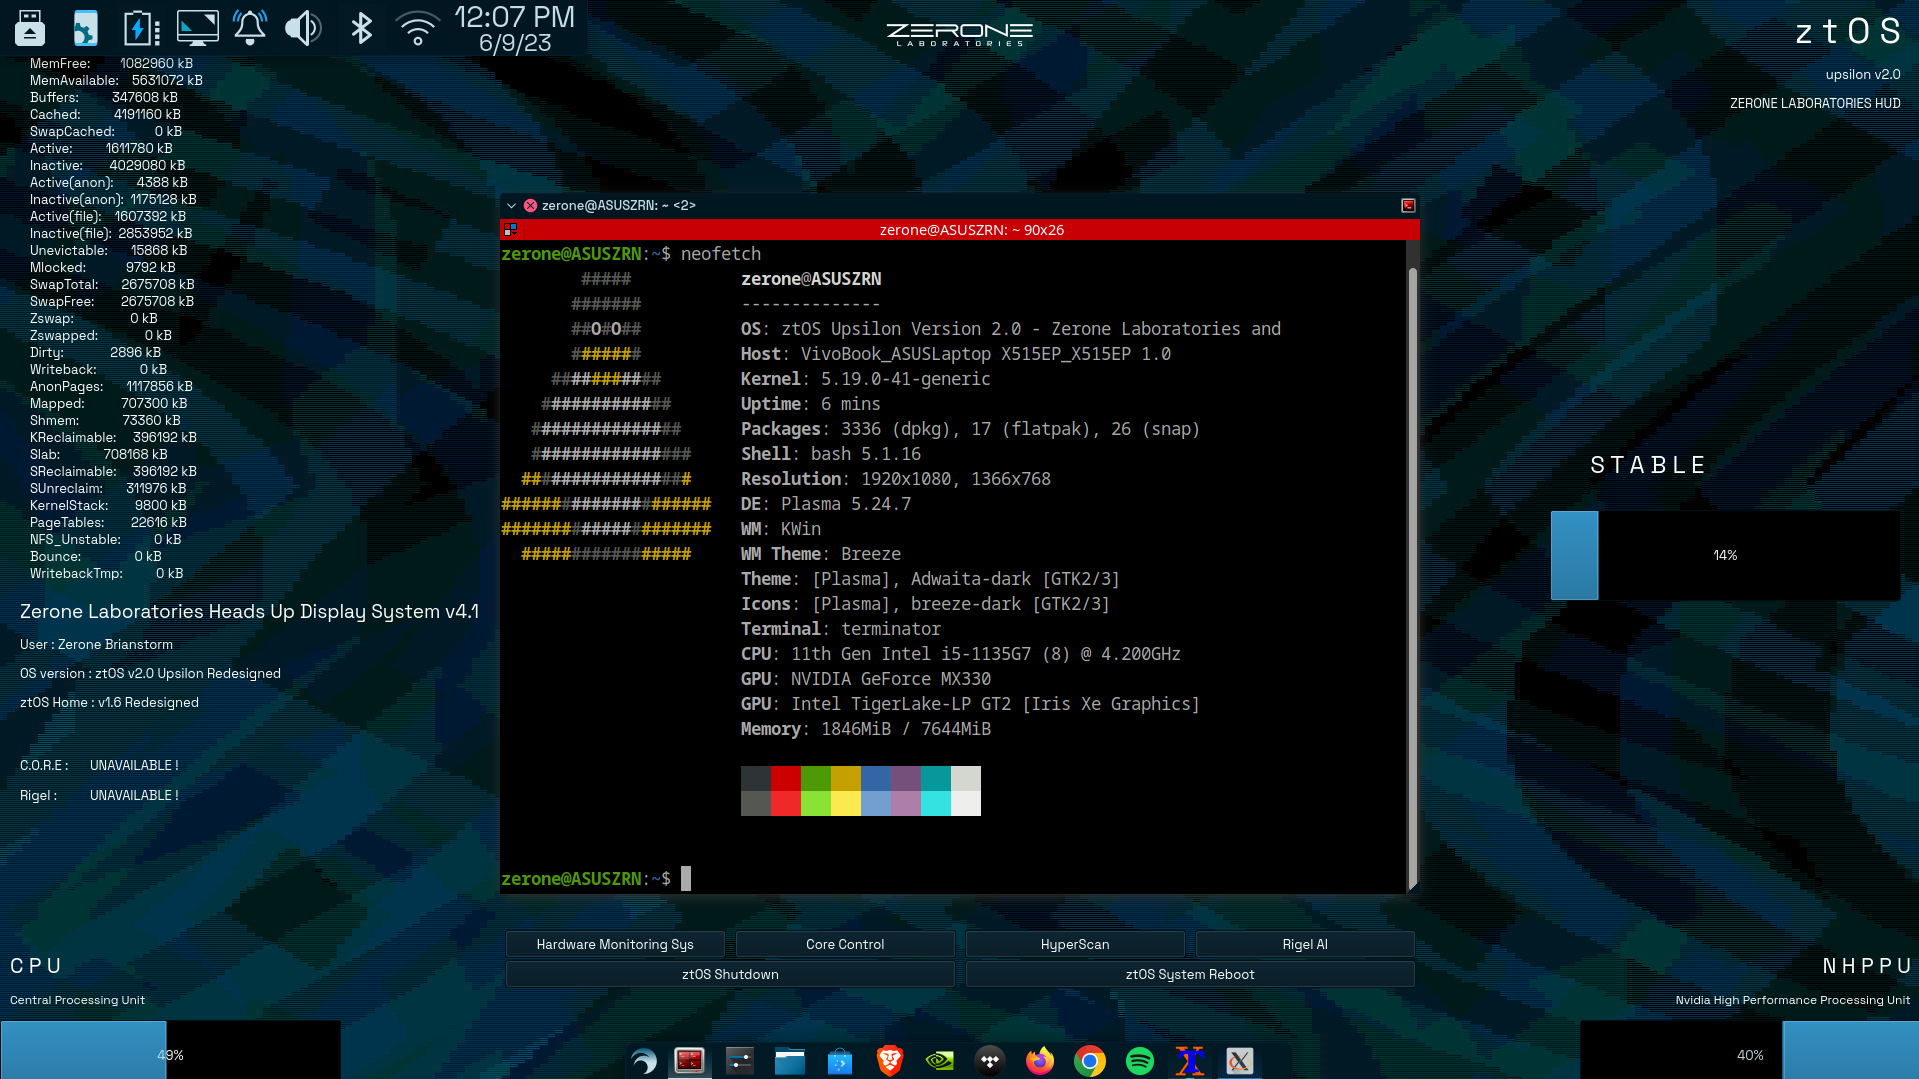 12:07 PM
6/9/23
ZERONE
LABORATORIES
ztOS
upsilon v2.0
ZERONE LABORATORIES HUD
MemFree: 1082960 kB
MemAvailable: 5631072 kB
Buffers: 347608 kB
Cached: 4191160 kB
SwapCached: 0 kB
Active: 1611780 kB
Inactive: 4029080 kB
Active(anon): 4388 kB
Inactive(anon): 1175128 kB
Active(file): 1607392 kB
Inactive(file): 2853952 kB
Unevictable: 15868 kB
Mlocked: 9792 kB
SwapTotal: 2675708 kB
SwapFree: 2675708 kB
Zswap: 0 kB
Zswapped: 0 kB
Dirty: 2896 kB
Writeback: 0 kB
AnonPages: 1117856 kB
Mapped: 707300 kB
Shmem: 73360 kB
KReclaimable: 396192 kB
Slab: 708168 kB
SReclaimable: 396192 kB
SUnreclaim: 311976 kB
KernelStack: 9800 kB
PageTables: 22616 kB
NFS_Unstable: 0 kB
Bounce: 0 kB
WritebackTmp: 0 kB
Zerone Laboratories Heads Up Display System v4.1
User : Zerone Brianstorm
OS version : ztOS v2.0 Upsilon Redesigned
ztOS Home : v1.6 Redesigned
C.O.R.E : UNAVAILABLE !
Rigel : UNAVAILABLE !
zerone@ASUSZRN: ~ <2>
zerone@ASUSZRN: ~ 90x26
zerone@ASUSZRN:~$ neofetch
##### zerone@ASUSZRN
####### --------------
##O#O## OS: ztOS Upsilon Version 2.0 - Zerone Laboratories and
####### Host: VivoBook_ASUSLaptop X515EP_X515EP 1.0
########### Kernel: 5.19.0-41-generic
############# Uptime: 6 mins
############### Packages: 3336 (dpkg), 17 (flatpak), 26 (snap)
################ Shell: bash 5.1.16
################# Resolution: 1920x1080, 1366x768
##################### DE: Plasma 5.24.7
##################### WM: KWin
################# WM Theme: Breeze
Theme: [Plasma], Adwaita-dark [GTK2/3]
Icons: [Plasma], breeze-dark [GTK2/3]
Terminal: terminator
CPU: 11th Gen Intel i5-1135G7 (8) @ 4.200GHz
GPU: NVIDIA GeForce MX330
GPU: Intel TigerLake-LP GT2 [Iris Xe Graphics]
Memory: 1846MiB / 7644MiB
zerone@ASUSZRN:~$
STABLE
14%
Hardware Monitoring Sys
Core Control
HyperScan
Rigel AI
ztOS Shutdown
ztOS System Reboot
CPU
Central Processing Unit
49%
NHPPU
Nvidia High Performance Processing Unit
40%